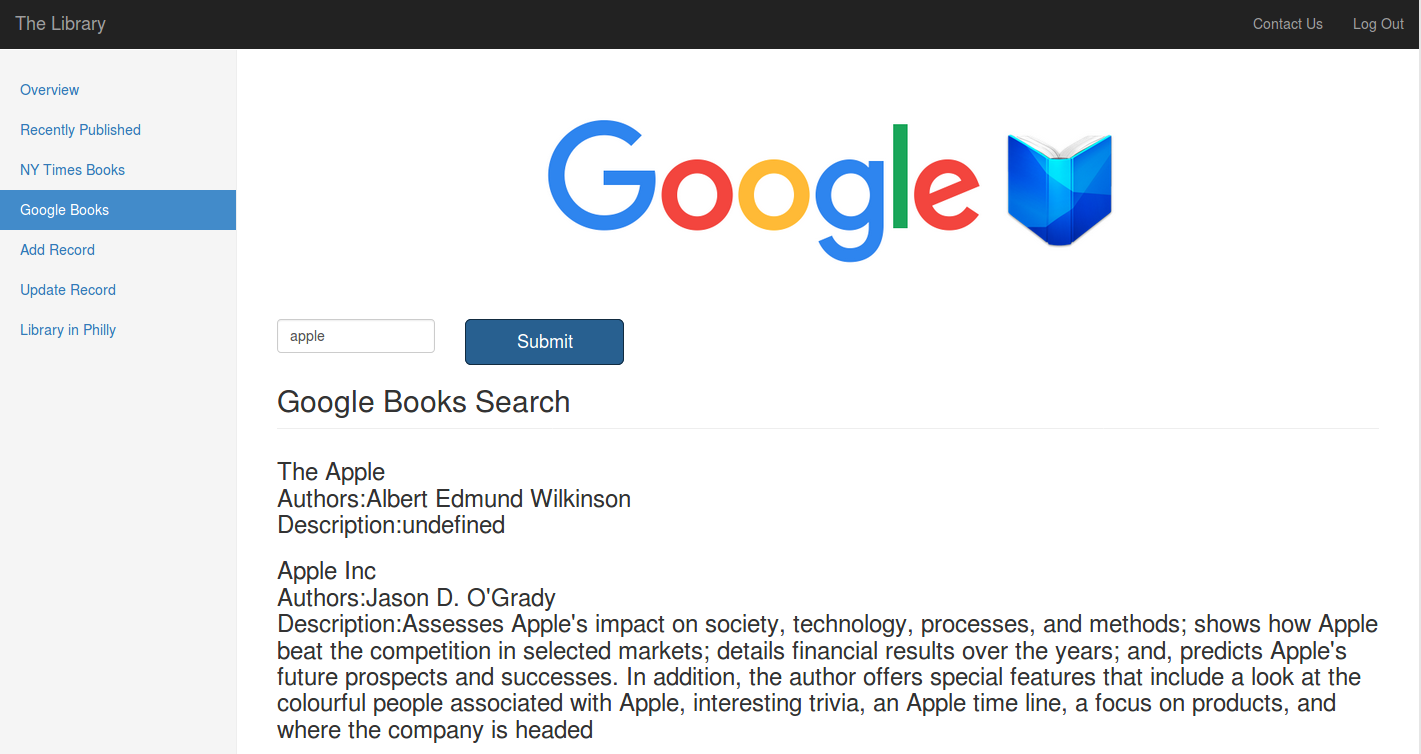 The Library
Contact Us
Log Out
Overview
Recently Published
NY Times Books
Google Books
Add Record
Update Record
Library in Philly
Google
apple
Submit
Google Books Search
The Apple
Authors:Albert Edmund Wilkinson
Description:undefined
Apple Inc
Authors:Jason D. O'Grady
Description:Assesses Apple's impact on society, technology, processes, and methods; shows how Apple
beat the competition in selected markets; details financial results over the years; and, predicts Apple's
future prospects and successes. In addition, the author offers special features that include a look at the
colourful people associated with Apple, interesting trivia, an Apple time line, a focus on products, and
where the company is headed